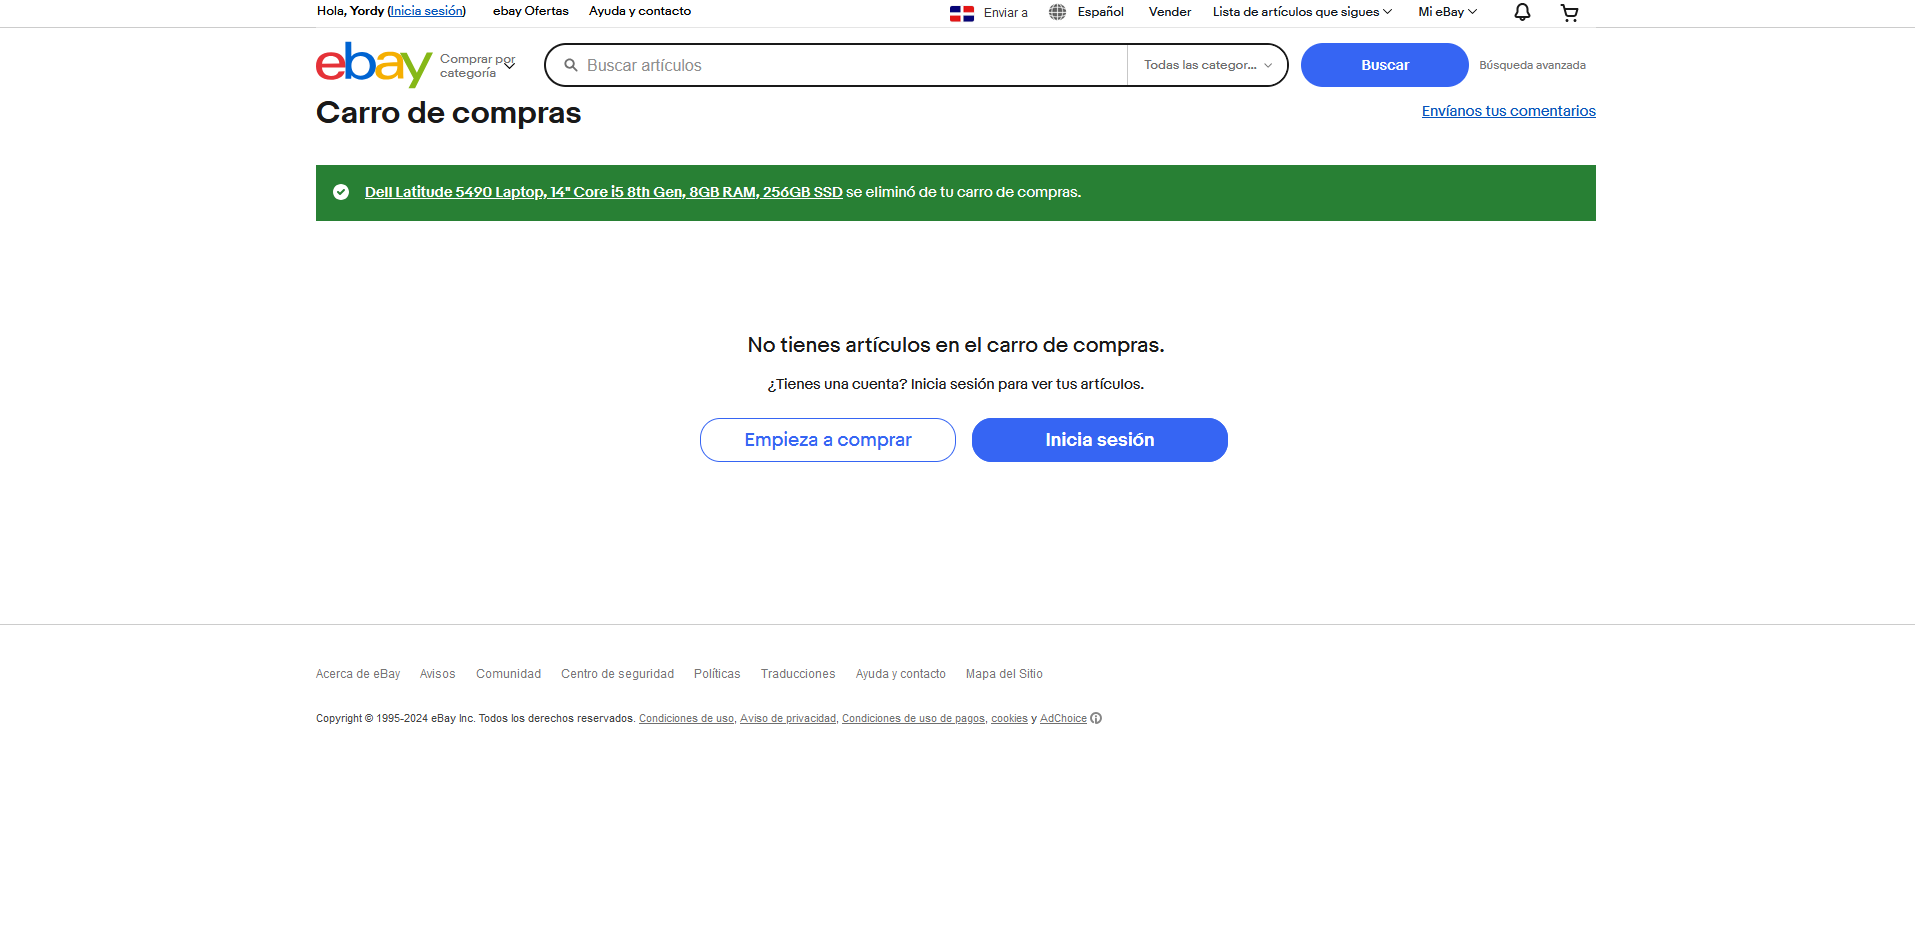 Hola, Yordy (Inicia sesión) ebay Ofertas Ayuda y contacto Enviar a Español Vender Lista de artículos que sigues Mi eBay
ebay Comprar por categoría Buscar artículos Todas las categor... Buscar Búsqueda avanzada
Carro de compras Envíanos tus comentarios
Dell Latitude 5490 Laptop, 14" Core i5 8th Gen, 8GB RAM, 256GB SSD se eliminó de tu carro de compras.
No tienes artículos en el carro de compras.
¿Tienes una cuenta? Inicia sesión para ver tus artículos.
Empieza a comprar Inicia sesión
Acerca de eBay Avisos Comunidad Centro de seguridad Políticas Traducciones Ayuda y contacto Mapa del Sitio
Copyright © 1995-2024 eBay Inc. Todos los derechos reservados. Condiciones de uso, Aviso de privacidad, Condiciones de uso de pagos, cookies y AdChoice